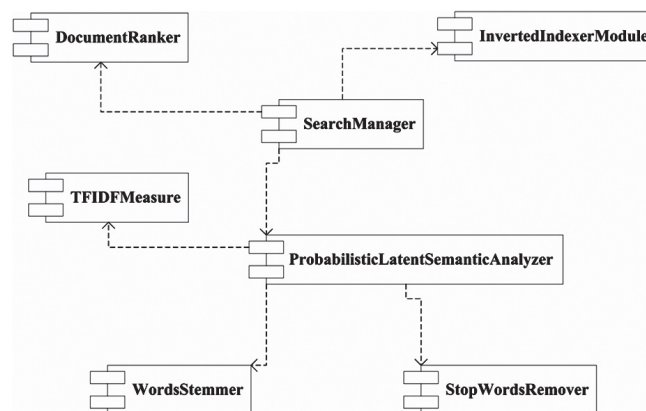 DocumentRanker
InvertedIndexerModule
SearchManager
TFIDFMeasure
ProbabilisticLatentSemanticAnalyzer
WordsStemmer
StopWordsRemover